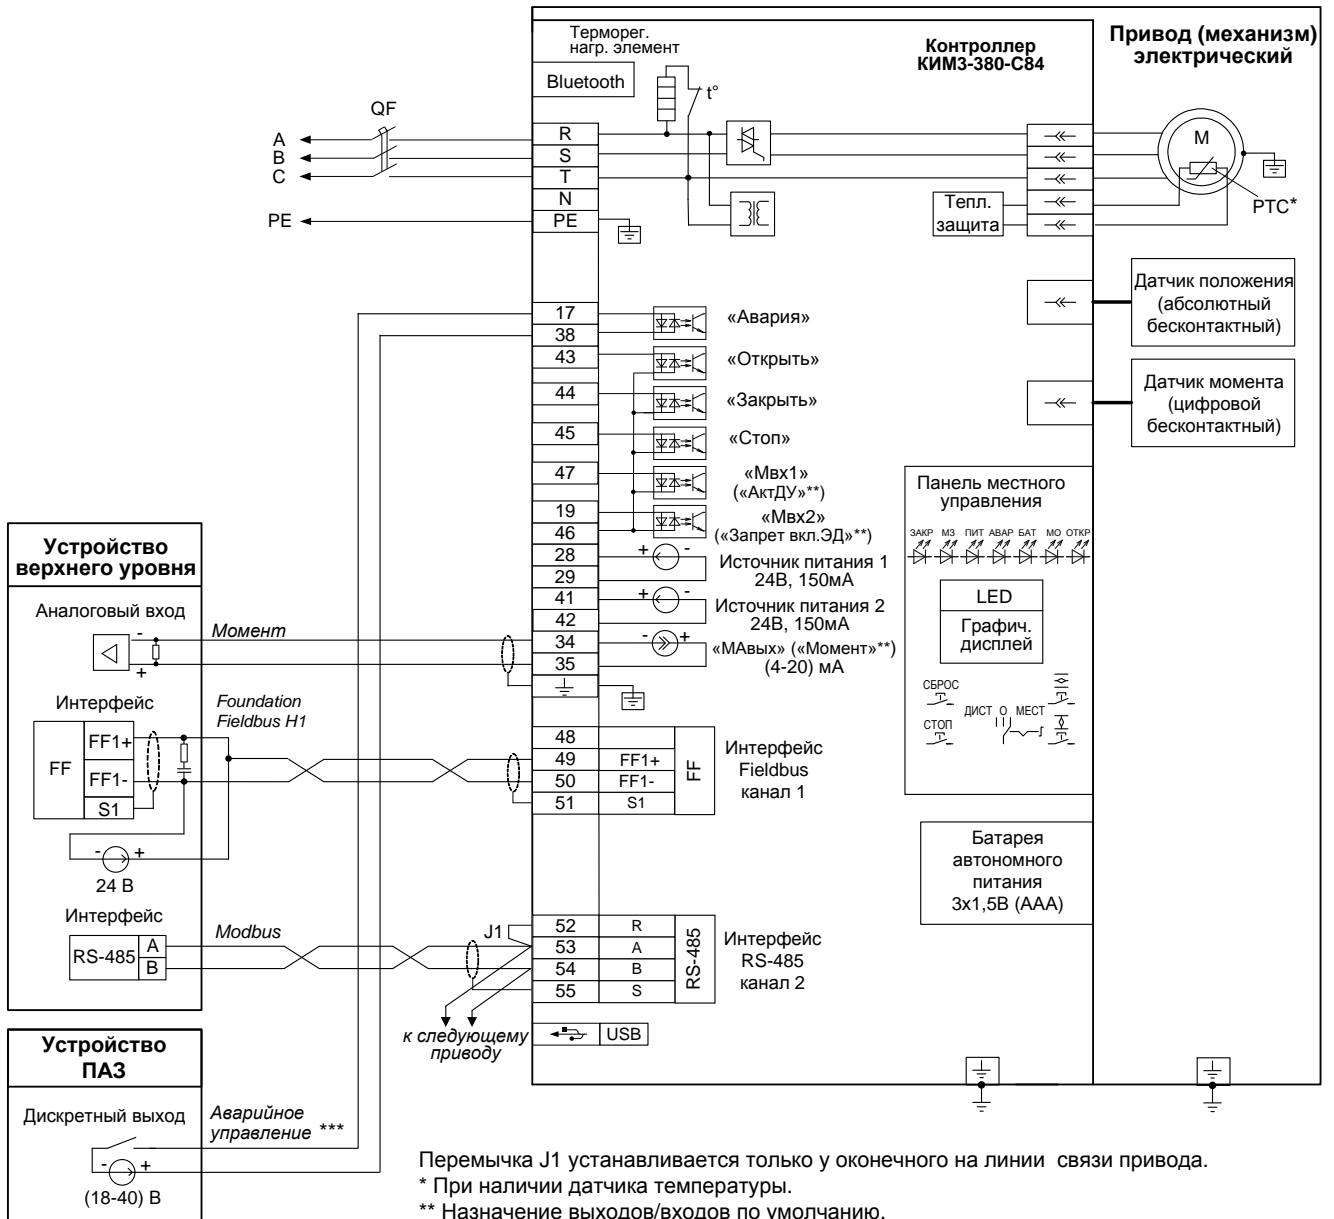 Терморег.
нагр. элемент
Bluetooth
t°
Контроллер
КИМ3-380-С84
Привод (механизм)
электрический
QF
A
B
C
PE
R
S
T
N
PE
Тепл.
защита
M
PTC*
Датчик положения
(абсолютный
бесконтактный)
Датчик момента
(цифровой
бесконтактный)
17
38
43
44
45
47
19
46
28
29
41
42
34
35
«Авария»
«Открыть»
«Закрыть»
«Стоп»
«Мвх1»
(«АктДУ»**)
«Мвх2»
(«Запрет вкл.ЭД»**)
+ -
Источник питания 1
24В, 150мА
+ -
Источник питания 2
24В, 150мА
- +
«МАвых» («Момент»**)
(4-20) мА
Панель местного
управления
ЗАКР МЗ ПИТ АВАР БАТ МО ОТКР
LED
Графич.
дисплей
СБРОС
СТОП
ДИСТ О МЕСТ
Батарея
автономного
питания
3х1,5В (ААА)
Устройство
верхнего уровня
Аналоговый вход
-
+
Момент
Интерфейс
Foundation
Fieldbus H1
FF
FF1+
FF1-
S1
- +
24 В
Интерфейс
RS-485
A
B
Modbus
48
49 FF1+
50 FF1-
51 S1
FF
Интерфейс
Fieldbus
канал 1
J1
52 R
53 A
54 B
55 S
RS-485
Интерфейс
RS-485
канал 2
USB
к следующему
приводу
Устройство
ПАЗ
Дискретный выход
Аварийное
управление ***
- +
(18-40) В
Перемычка J1 устанавливается только у оконечного на линии связи привода.
* При наличии датчика температуры.
** Назначение выходов/входов по умолчанию.